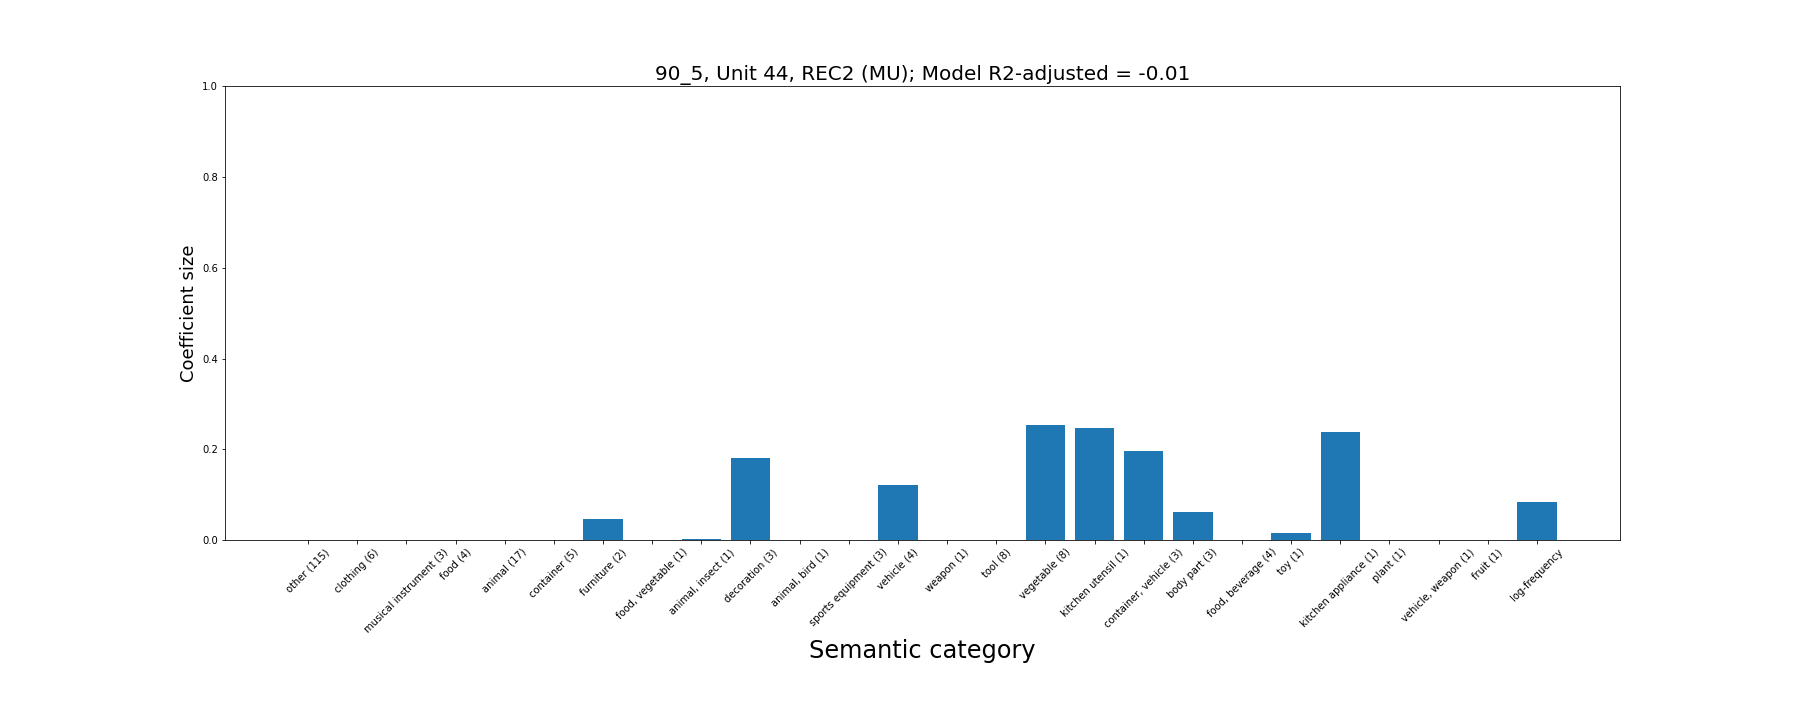 90_5, Unit 44, REC2 (MU); Model R2-adjusted = -0.01
1.0
0.8
0.6
0.4
0.2
0.0
Coefficient size
other (115)
clothing (6)
musical instrument (3)
food (4)
animal (17)
container (5)
furniture (2)
food, vegetable (1)
animal, insect (1)
decoration (3)
animal, bird (1)
sports equipment (3)
vehicle (4)
weapon (1)
tool (8)
vegetable (8)
kitchen utensil (1)
container, vehicle (3)
body part (3)
food, beverage (4)
toy (1)
kitchen appliance (1)
plant (1)
vehicle, weapon (1)
fruit (1)
log-frequency
Semantic category